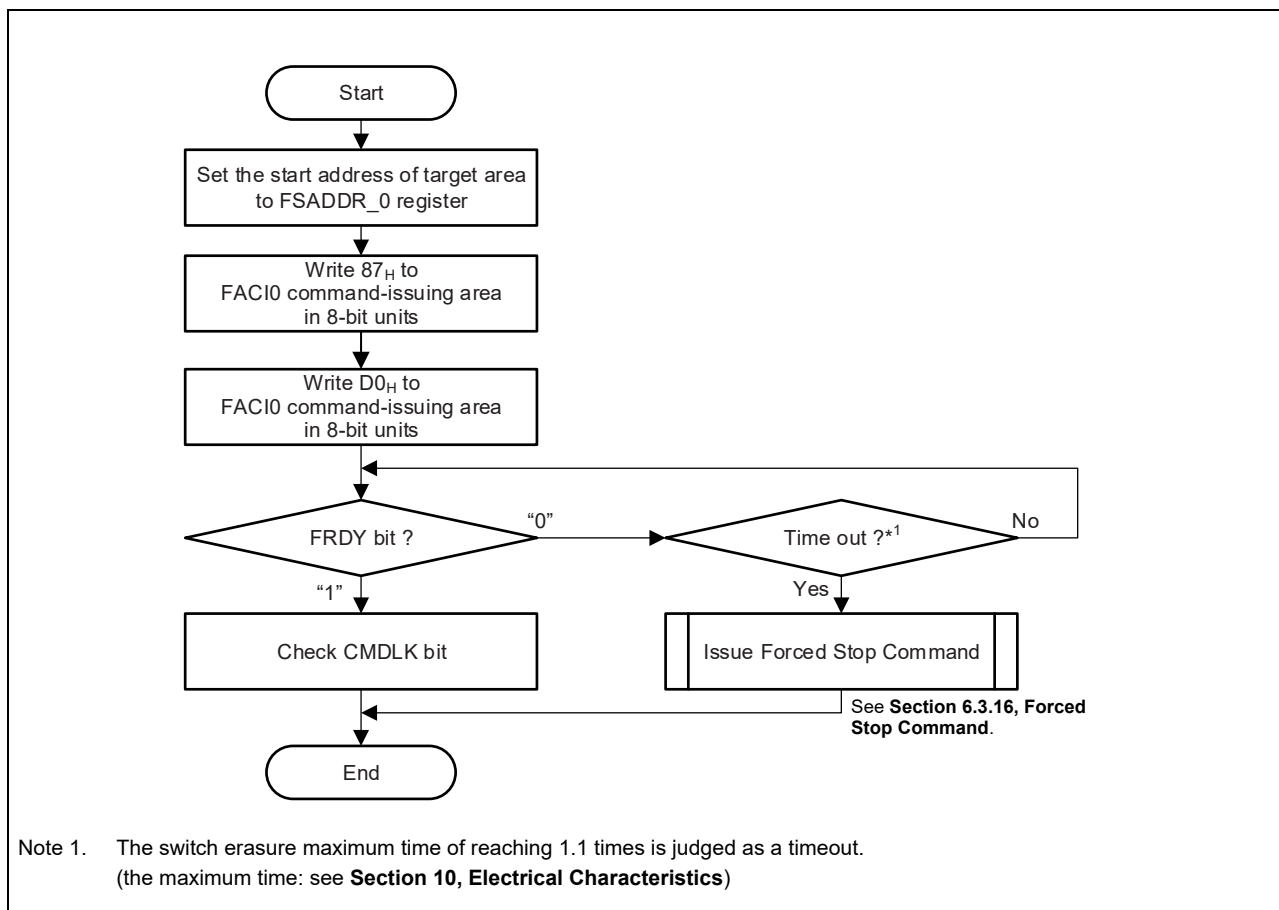 Start
Set the start address of target area
to FSADDR_0 register
Write 87H to
FACI0 command-issuing area
in 8-bit units
Write D0H to
FACI0 command-issuing area
in 8-bit units
FRDY bit ?
“0”
Time out ?*1
No
“1”
Yes
Check CMDLK bit
Issue Forced Stop Command
See Section 6.3.16, Forced
Stop Command.
End
Note 1. The switch erasure maximum time of reaching 1.1 times is judged as a timeout.
(the maximum time: see Section 10, Electrical Characteristics)